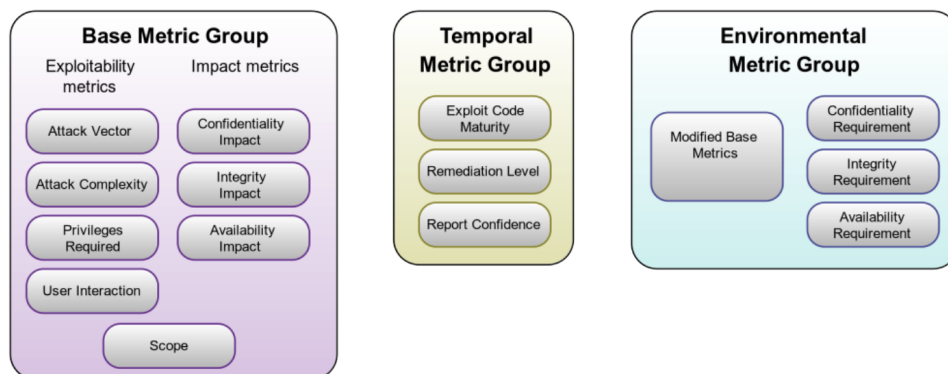 Base Metric Group
Exploitability
metrics
Impact metrics
Attack Vector
Confidentiality
Impact
Attack Complexity
Integrity
Impact
Privileges
Required
Availability
Impact
User Interaction
Scope
Temporal
Metric Group
Exploit Code
Maturity
Remediation Level
Report Confidence
Environmental
Metric Group
Modified Base
Metrics
Confidentiality
Requirement
Integrity
Requirement
Availability
Requirement